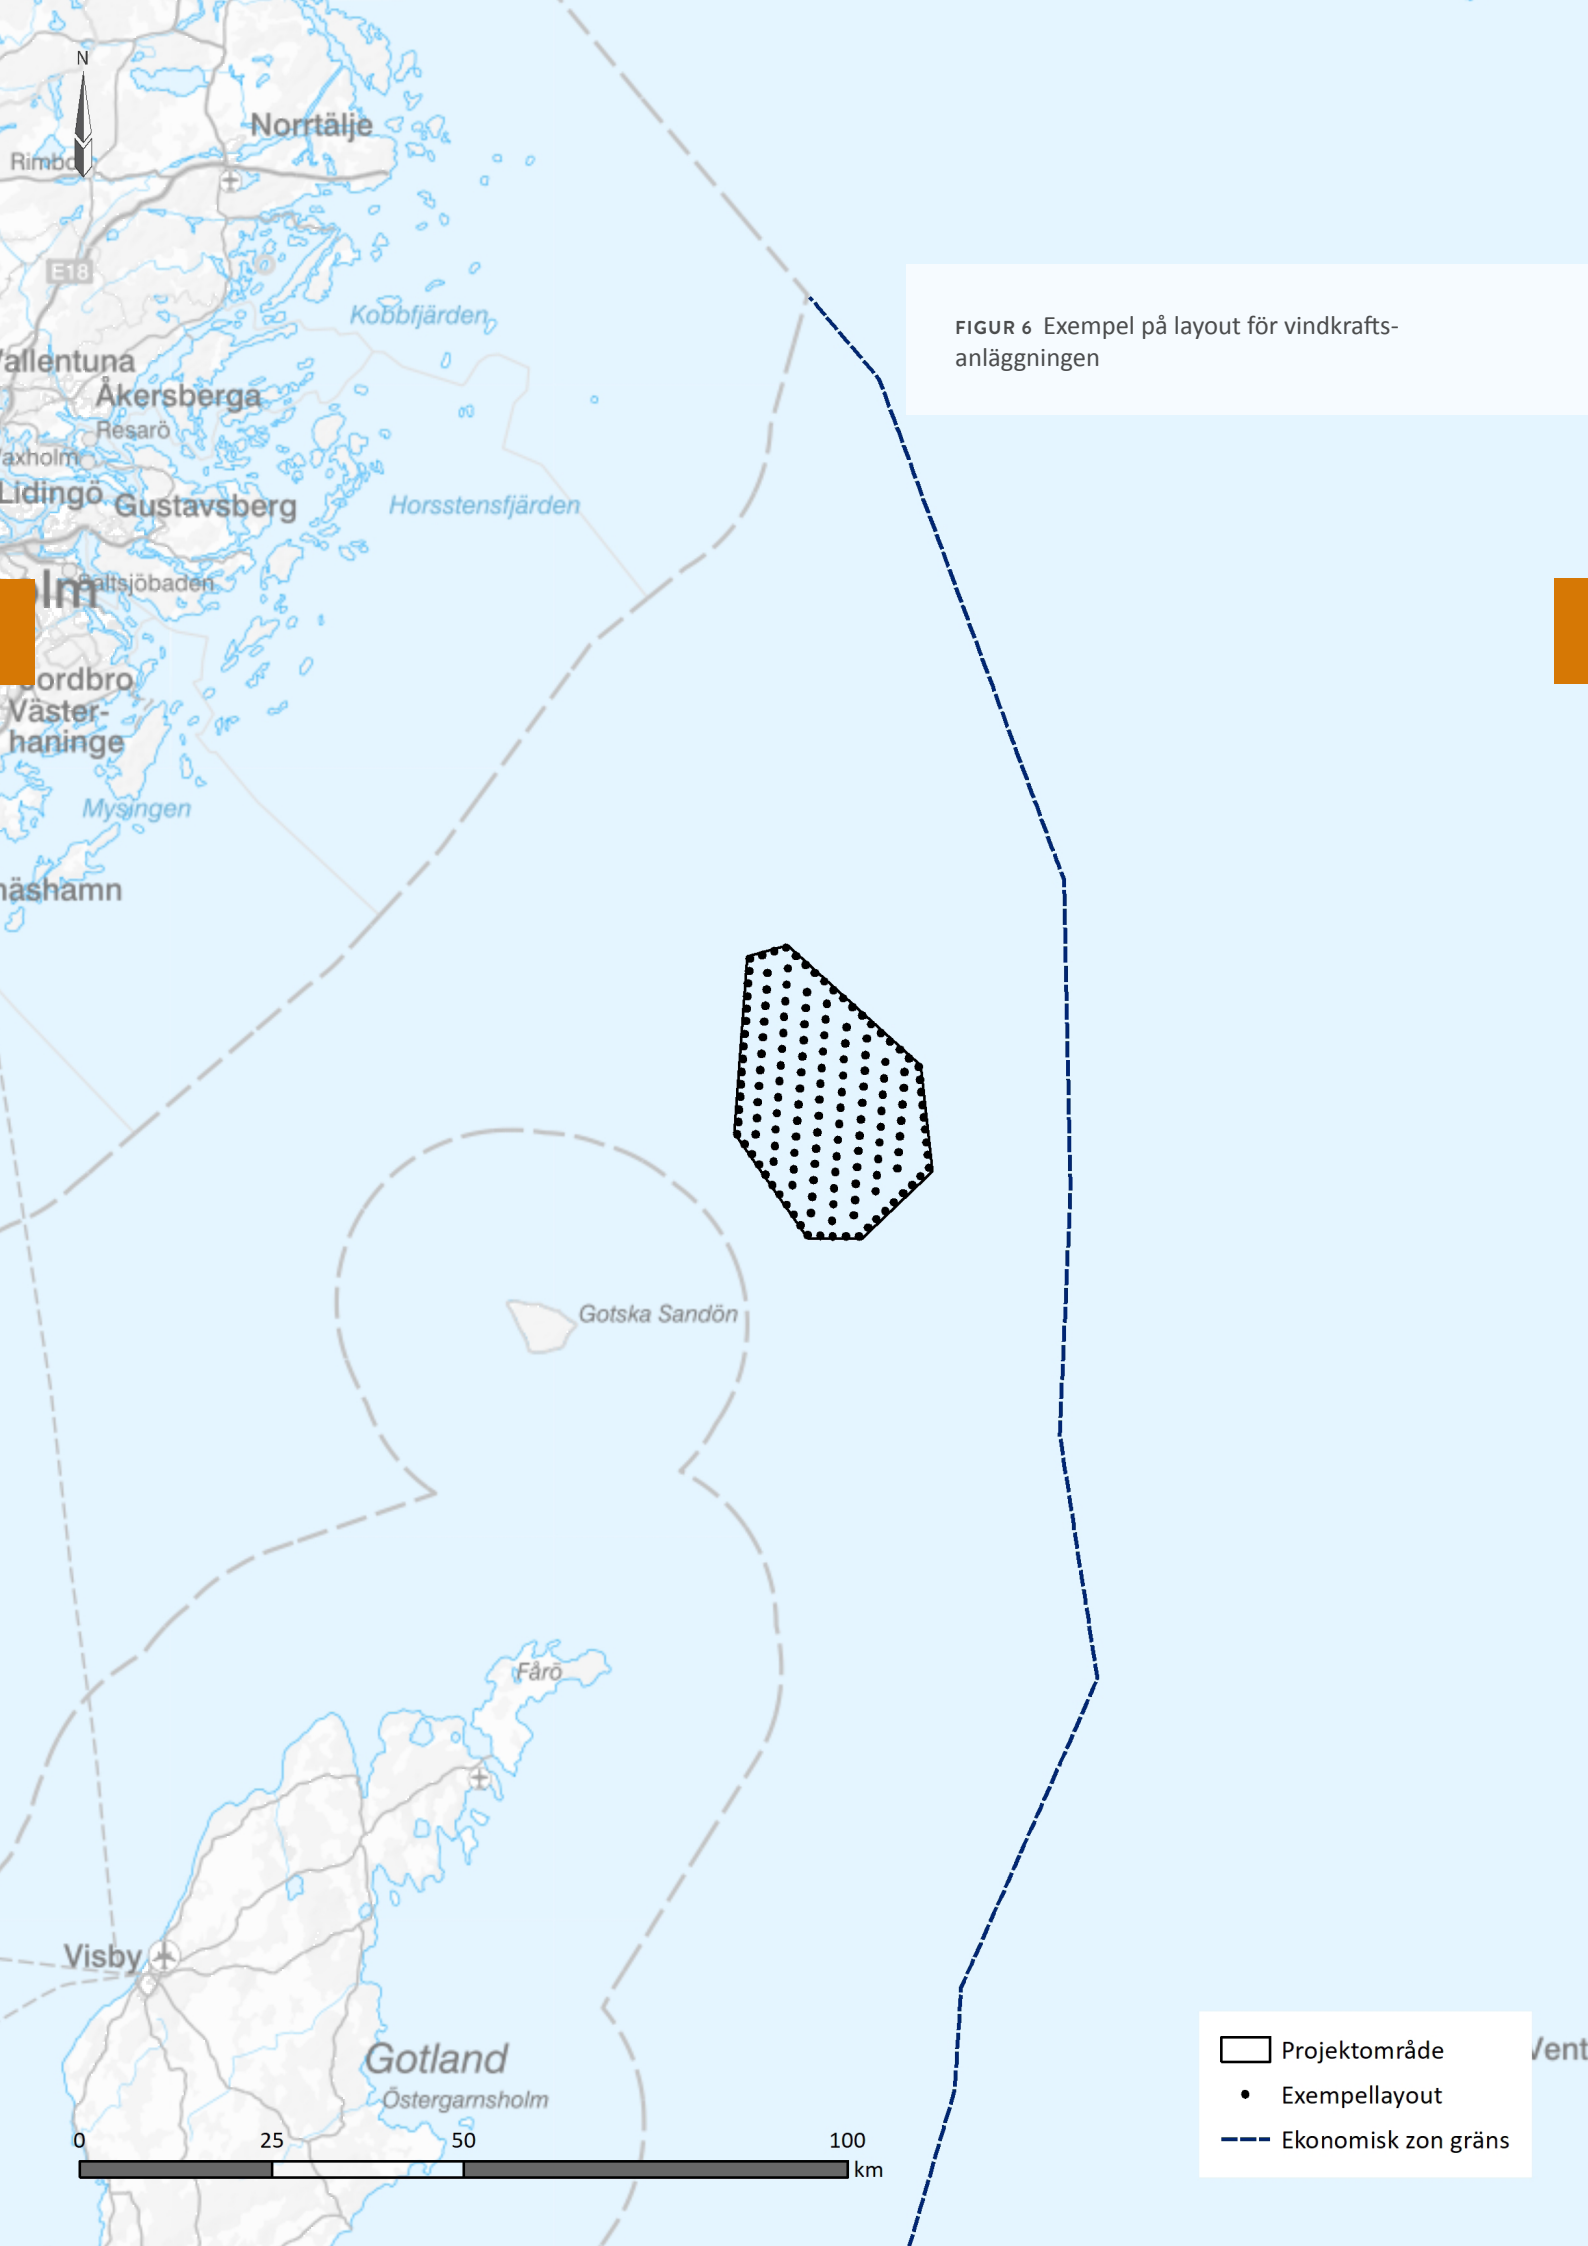 N
Norrtälje
Rimbo
E18
Kobbfjärden
FIGUR 6 Exempel på layout för vindkrafts-
anläggningen
Vallentuna
Åkersberga
Resarö
axholm
Lidingö
Gustavsberg
Horsstensfjärden
olm
Saltsjöbaden
ordbro
Väster-
haninge
Mysingen
näshamn
Gotska Sandön
Fårö
Visby
Gotland
Östergarnsholm
Projektområde
Exempellayout
Ekonomisk zon gräns
Vent
0 25 50 100
km